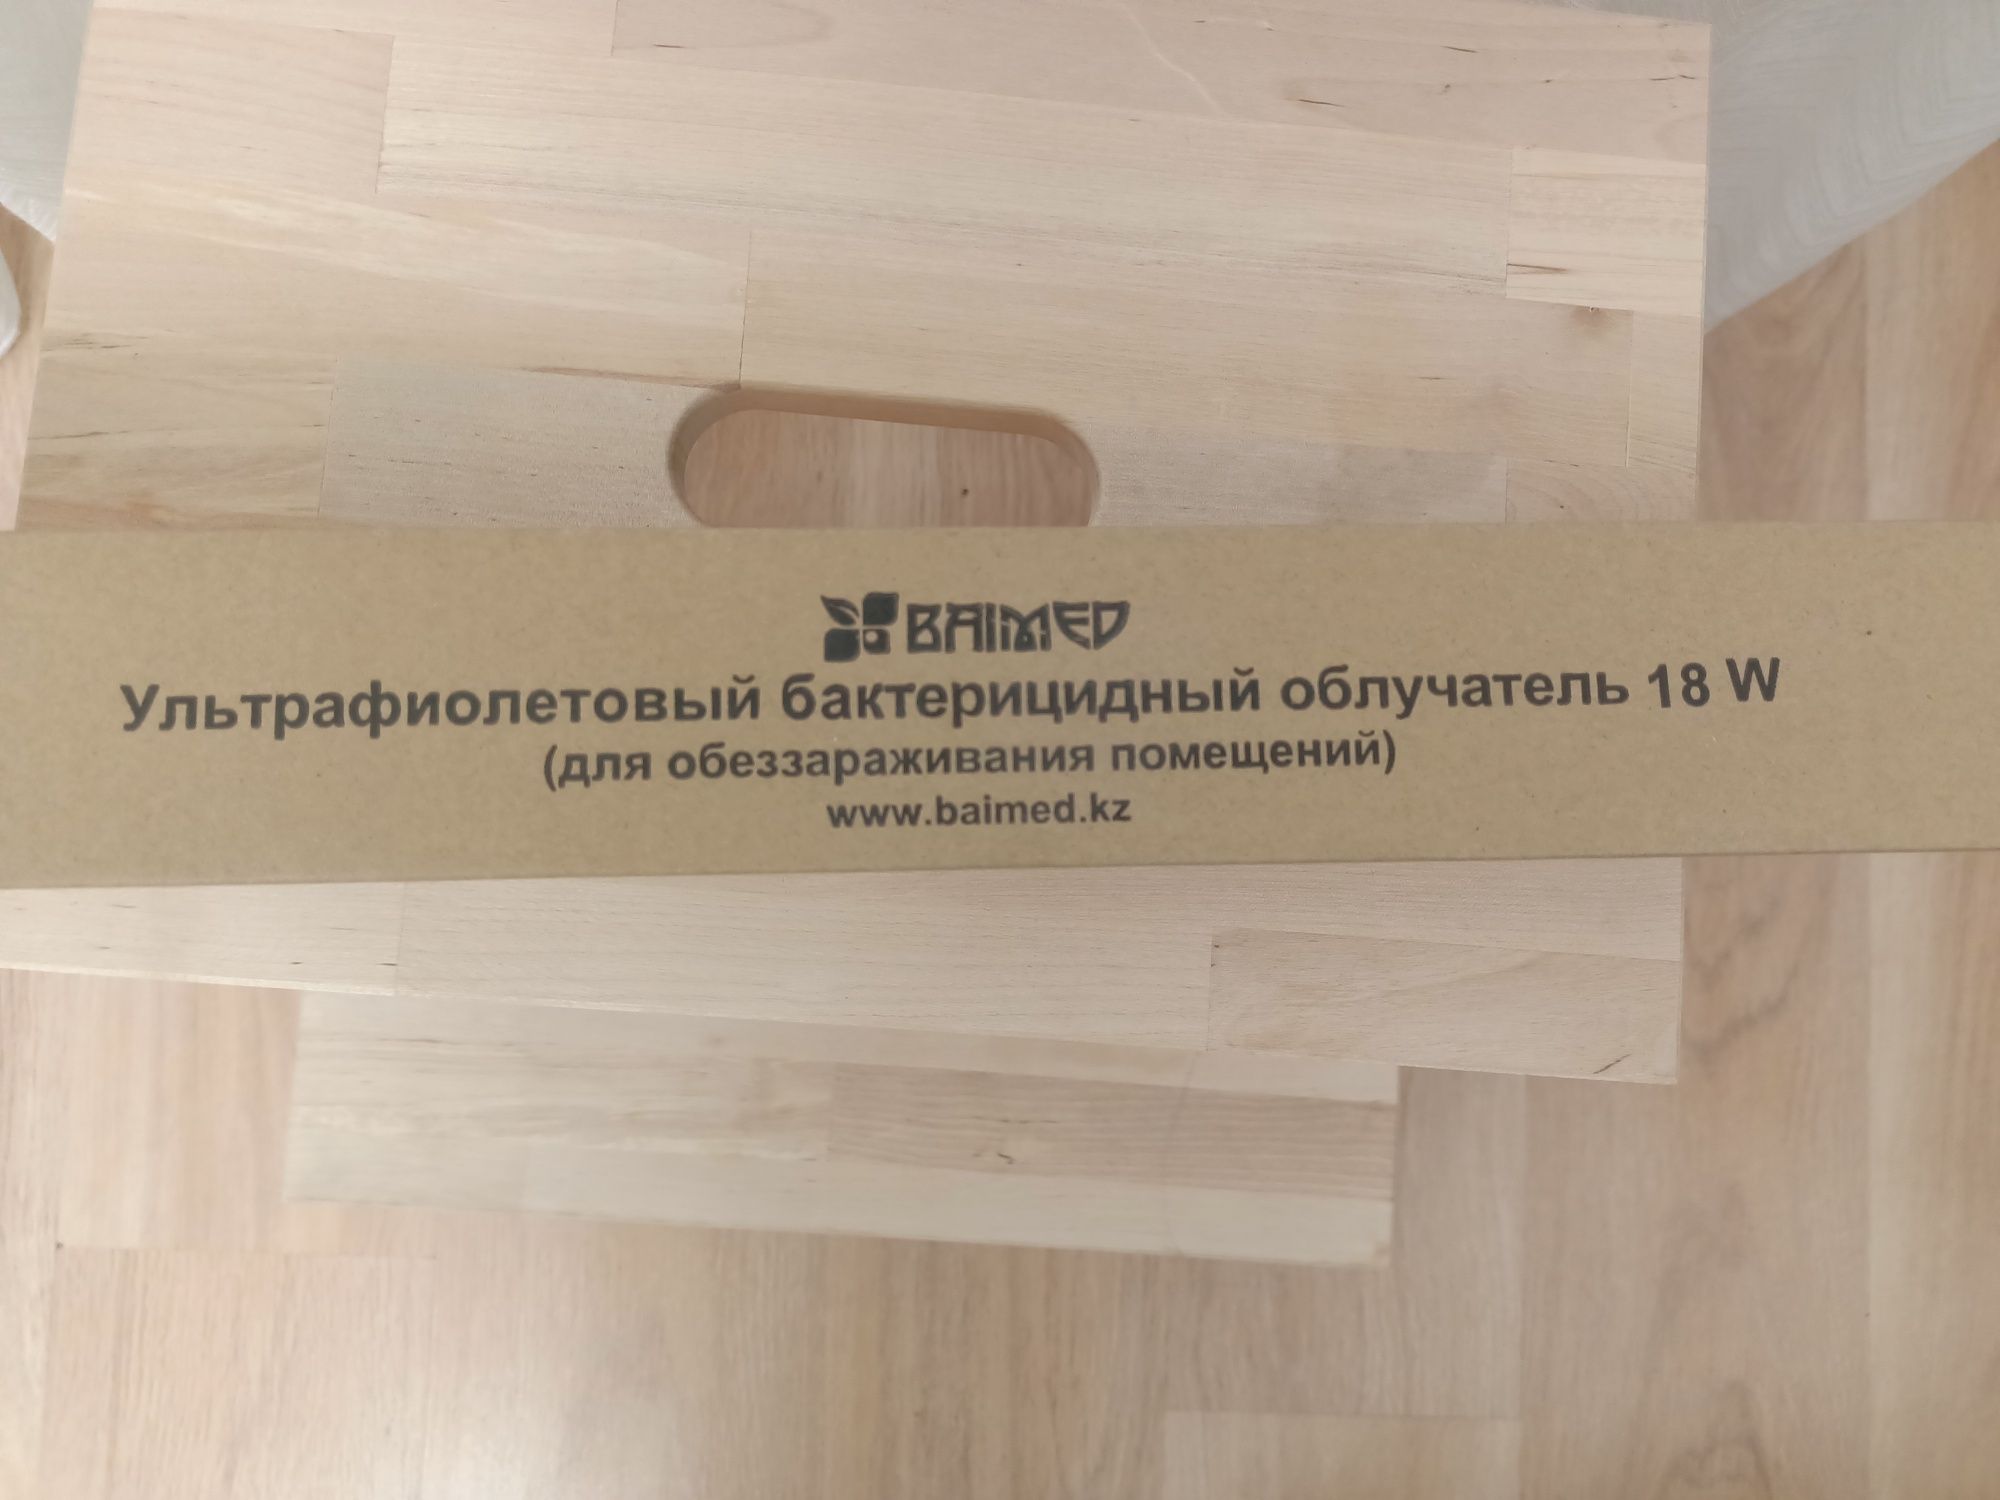 BAIMED
Ультрафиолетовый бактерицидный облучатель 18 W
(для обеззараживания помещений)
www.baimed.kz